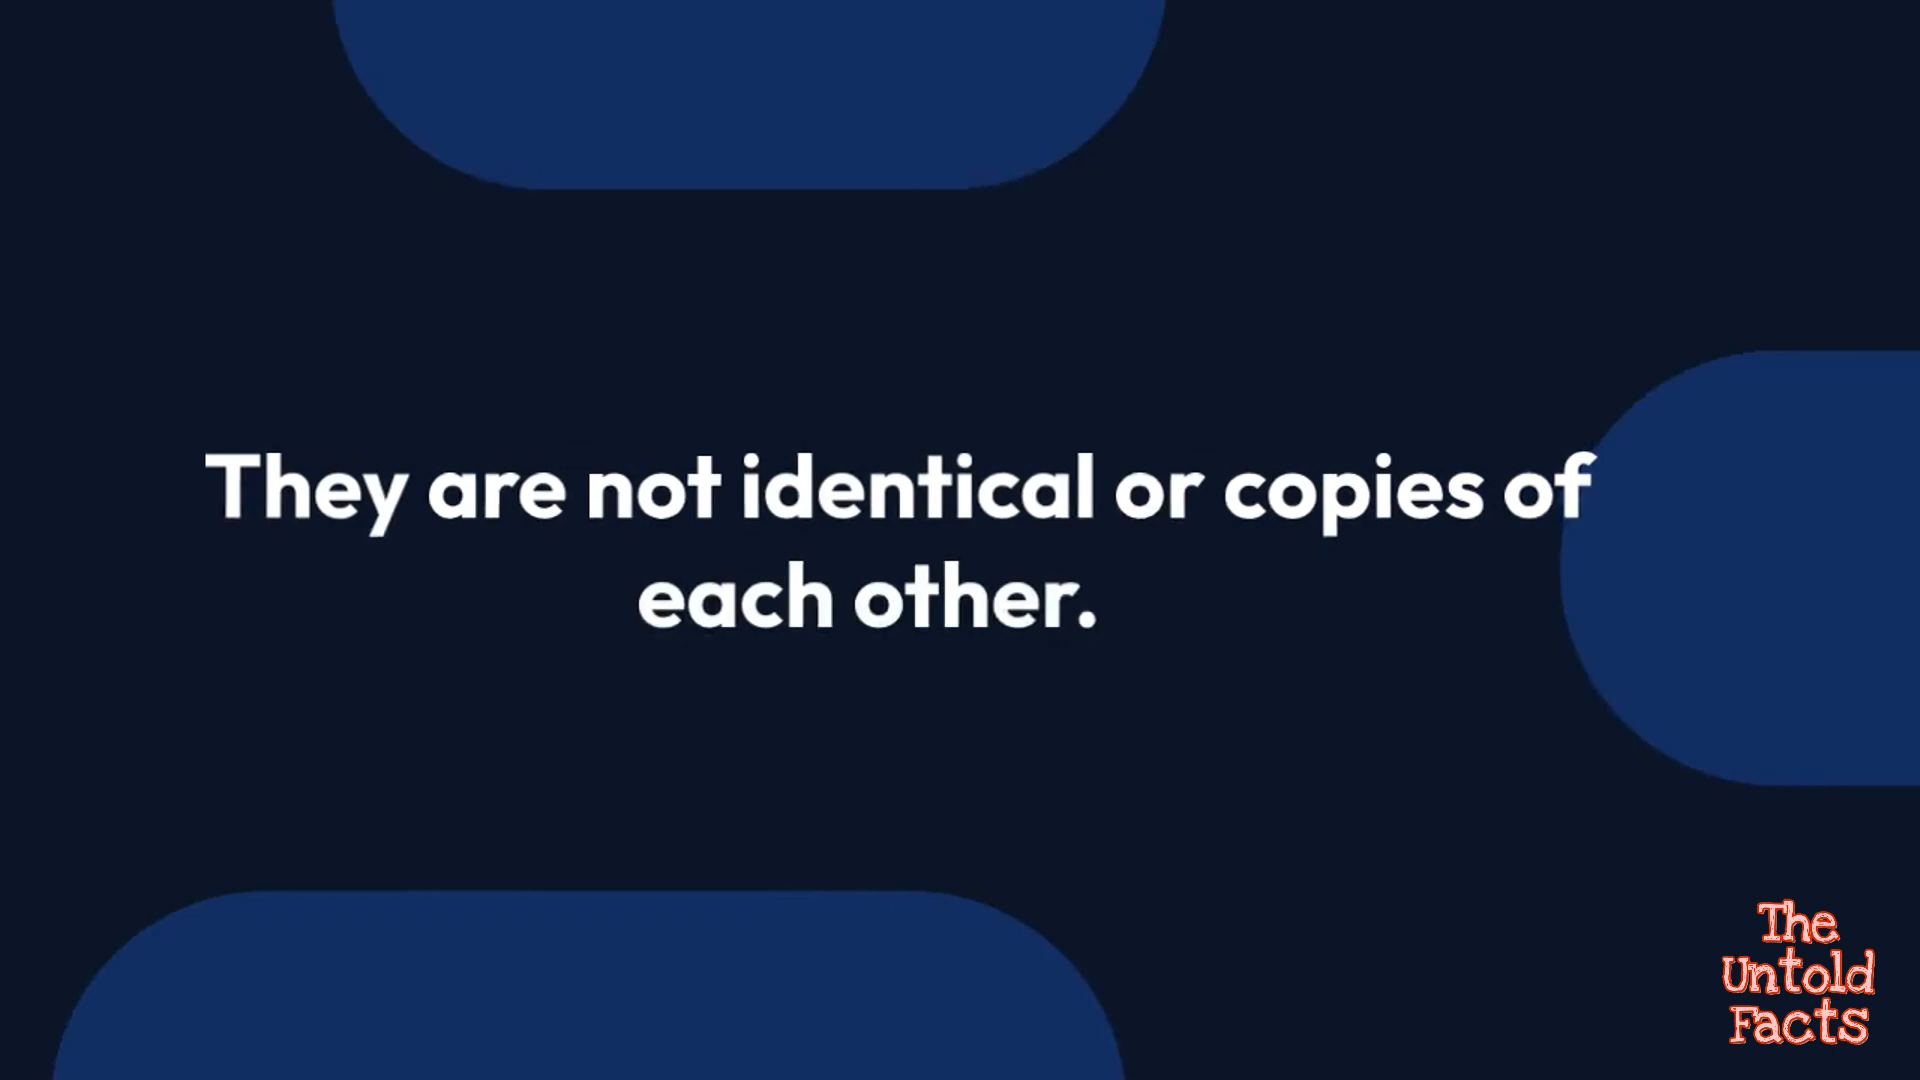 They are not identical or copies of
each other.
The
Untold
Facts